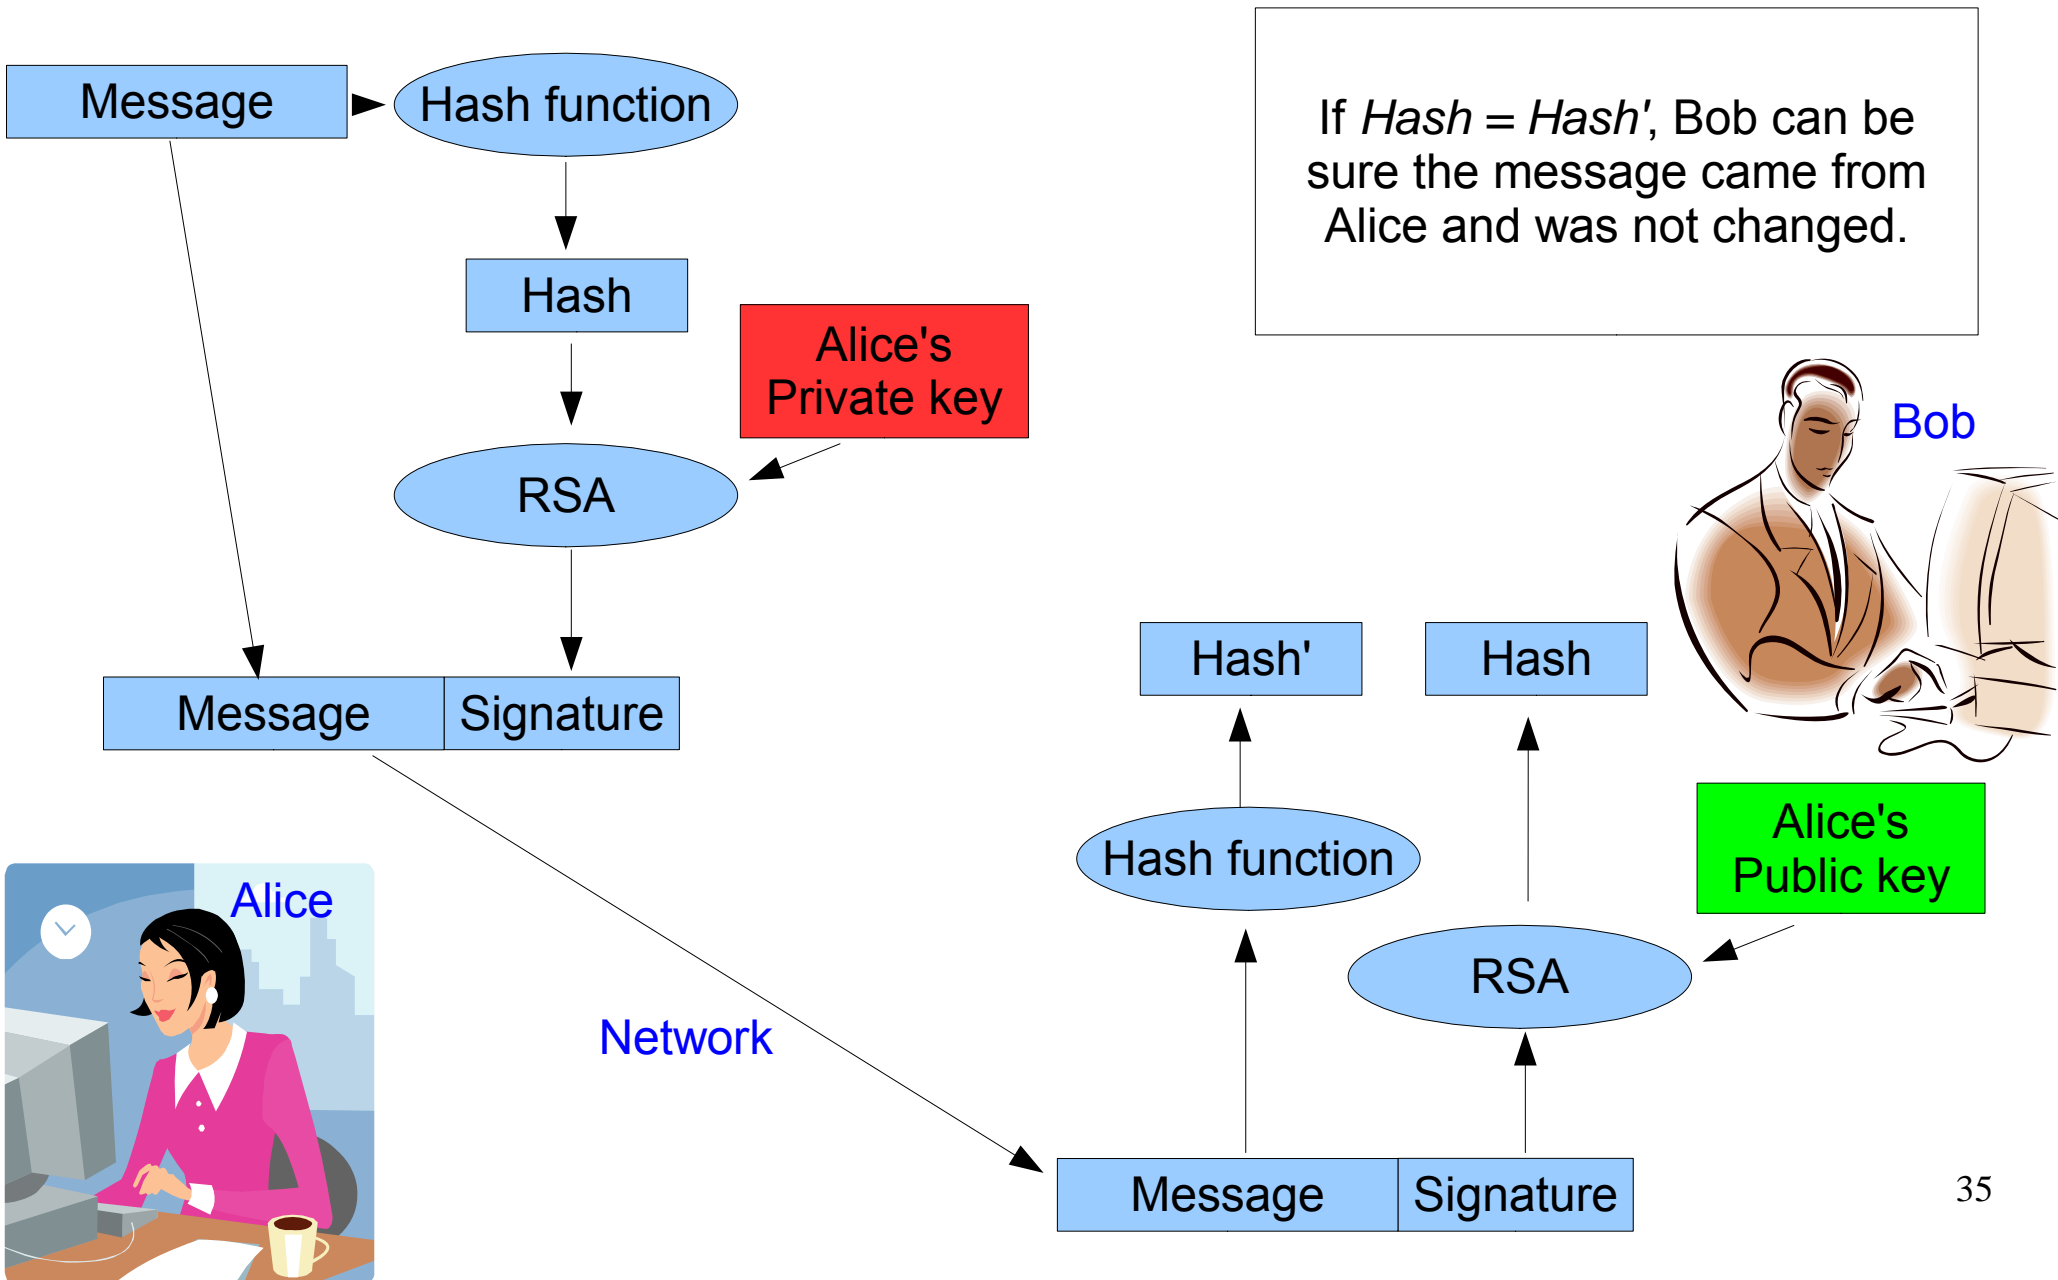 Message
Hash function
If Hash = Hash', Bob can be
sure the message came from
Alice and was not changed.
Hash
Alice's
Private key
Bob
RSA
Hash'
Hash
Message
Signature
Alice's
Public key
Hash function
Alice
RSA
Network
Message
Signature
35